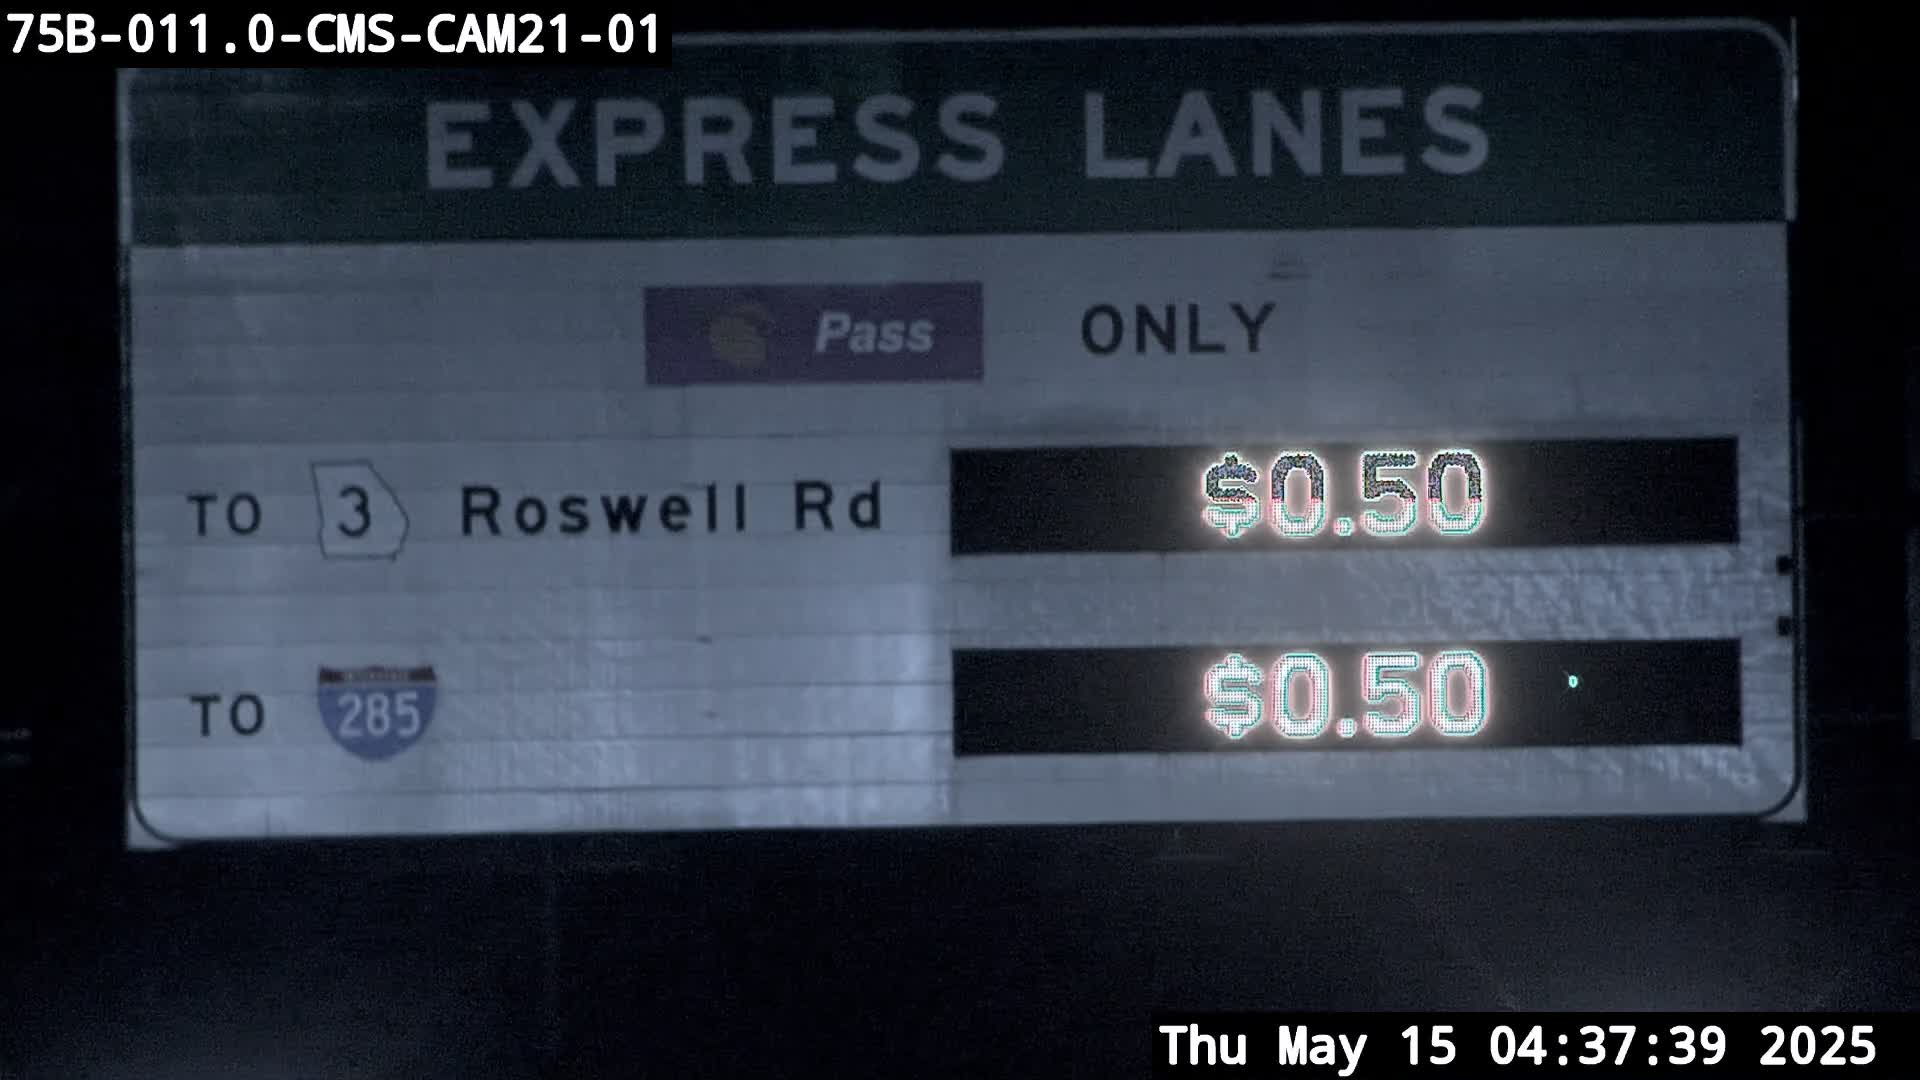 75B-011.0-CMS-CAM21-01
EXPRESS LANES
Pass ONLY
TO 3 Roswell Rd $0.50
TO 285 $0.50
Thu May 15 04:37:39 2025